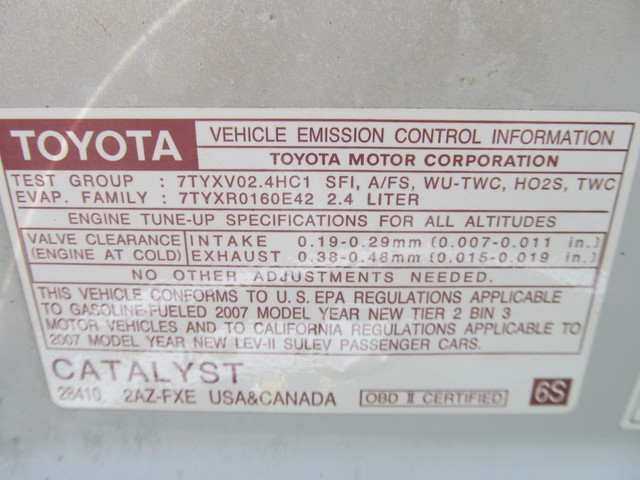 TOYOTA
VEHICLE EMISSION CONTROL INFORMATION
TOYOTA MOTOR CORPORATION
TEST GROUP : 7TYXV02.4HC1 SFI, A/FS, WU-TWC, HO2S, TWC
EVAP. FAMILY : 7TYXR0160E42 2.4 LITER
ENGINE TUNE-UP SPECIFICATIONS FOR ALL ALTITUDES
VALVE CLEARANCE INTAKE 0.19-0.29mm (0.007-0.011 in.)
(ENGINE AT COLD) EXHAUST 0.38-0.48mm (0.015-0.019 in.)
NO OTHER ADJUSTMENTS NEEDED.
THIS VEHICLE CONFORMS TO U.S. EPA REGULATIONS APPLICABLE
TO GASOLINE-FUELED 2007 MODEL YEAR NEW TIER 2 BIN 3
MOTOR VEHICLES AND TO CALIFORNIA REGULATIONS APPLICABLE TO
2007 MODEL YEAR NEW LEV-II SULEV PASSENGER CARS.
CATALYST
28410 2AZ-FXE USA&CANADA OBD II CERTIFIED 6S